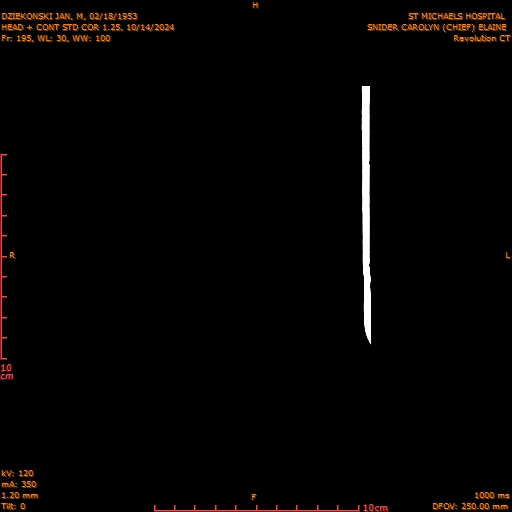 H
DZIEKONSKI JAN, M, 02/18/1953
HEAD + CONT STD COR 1.25, 10/14/2024
Fr: 195, WL: 30, WW: 100
ST MICHAELS HOSPITAL
SNIDER CAROLYN (CHIEF) ELAINE
Revolution CT
R
L
10
cm
kV: 120
mA: 350
1.20 mm
Tilt: 0
F
10cm
1000 ms
DFOV: 250.00 mm